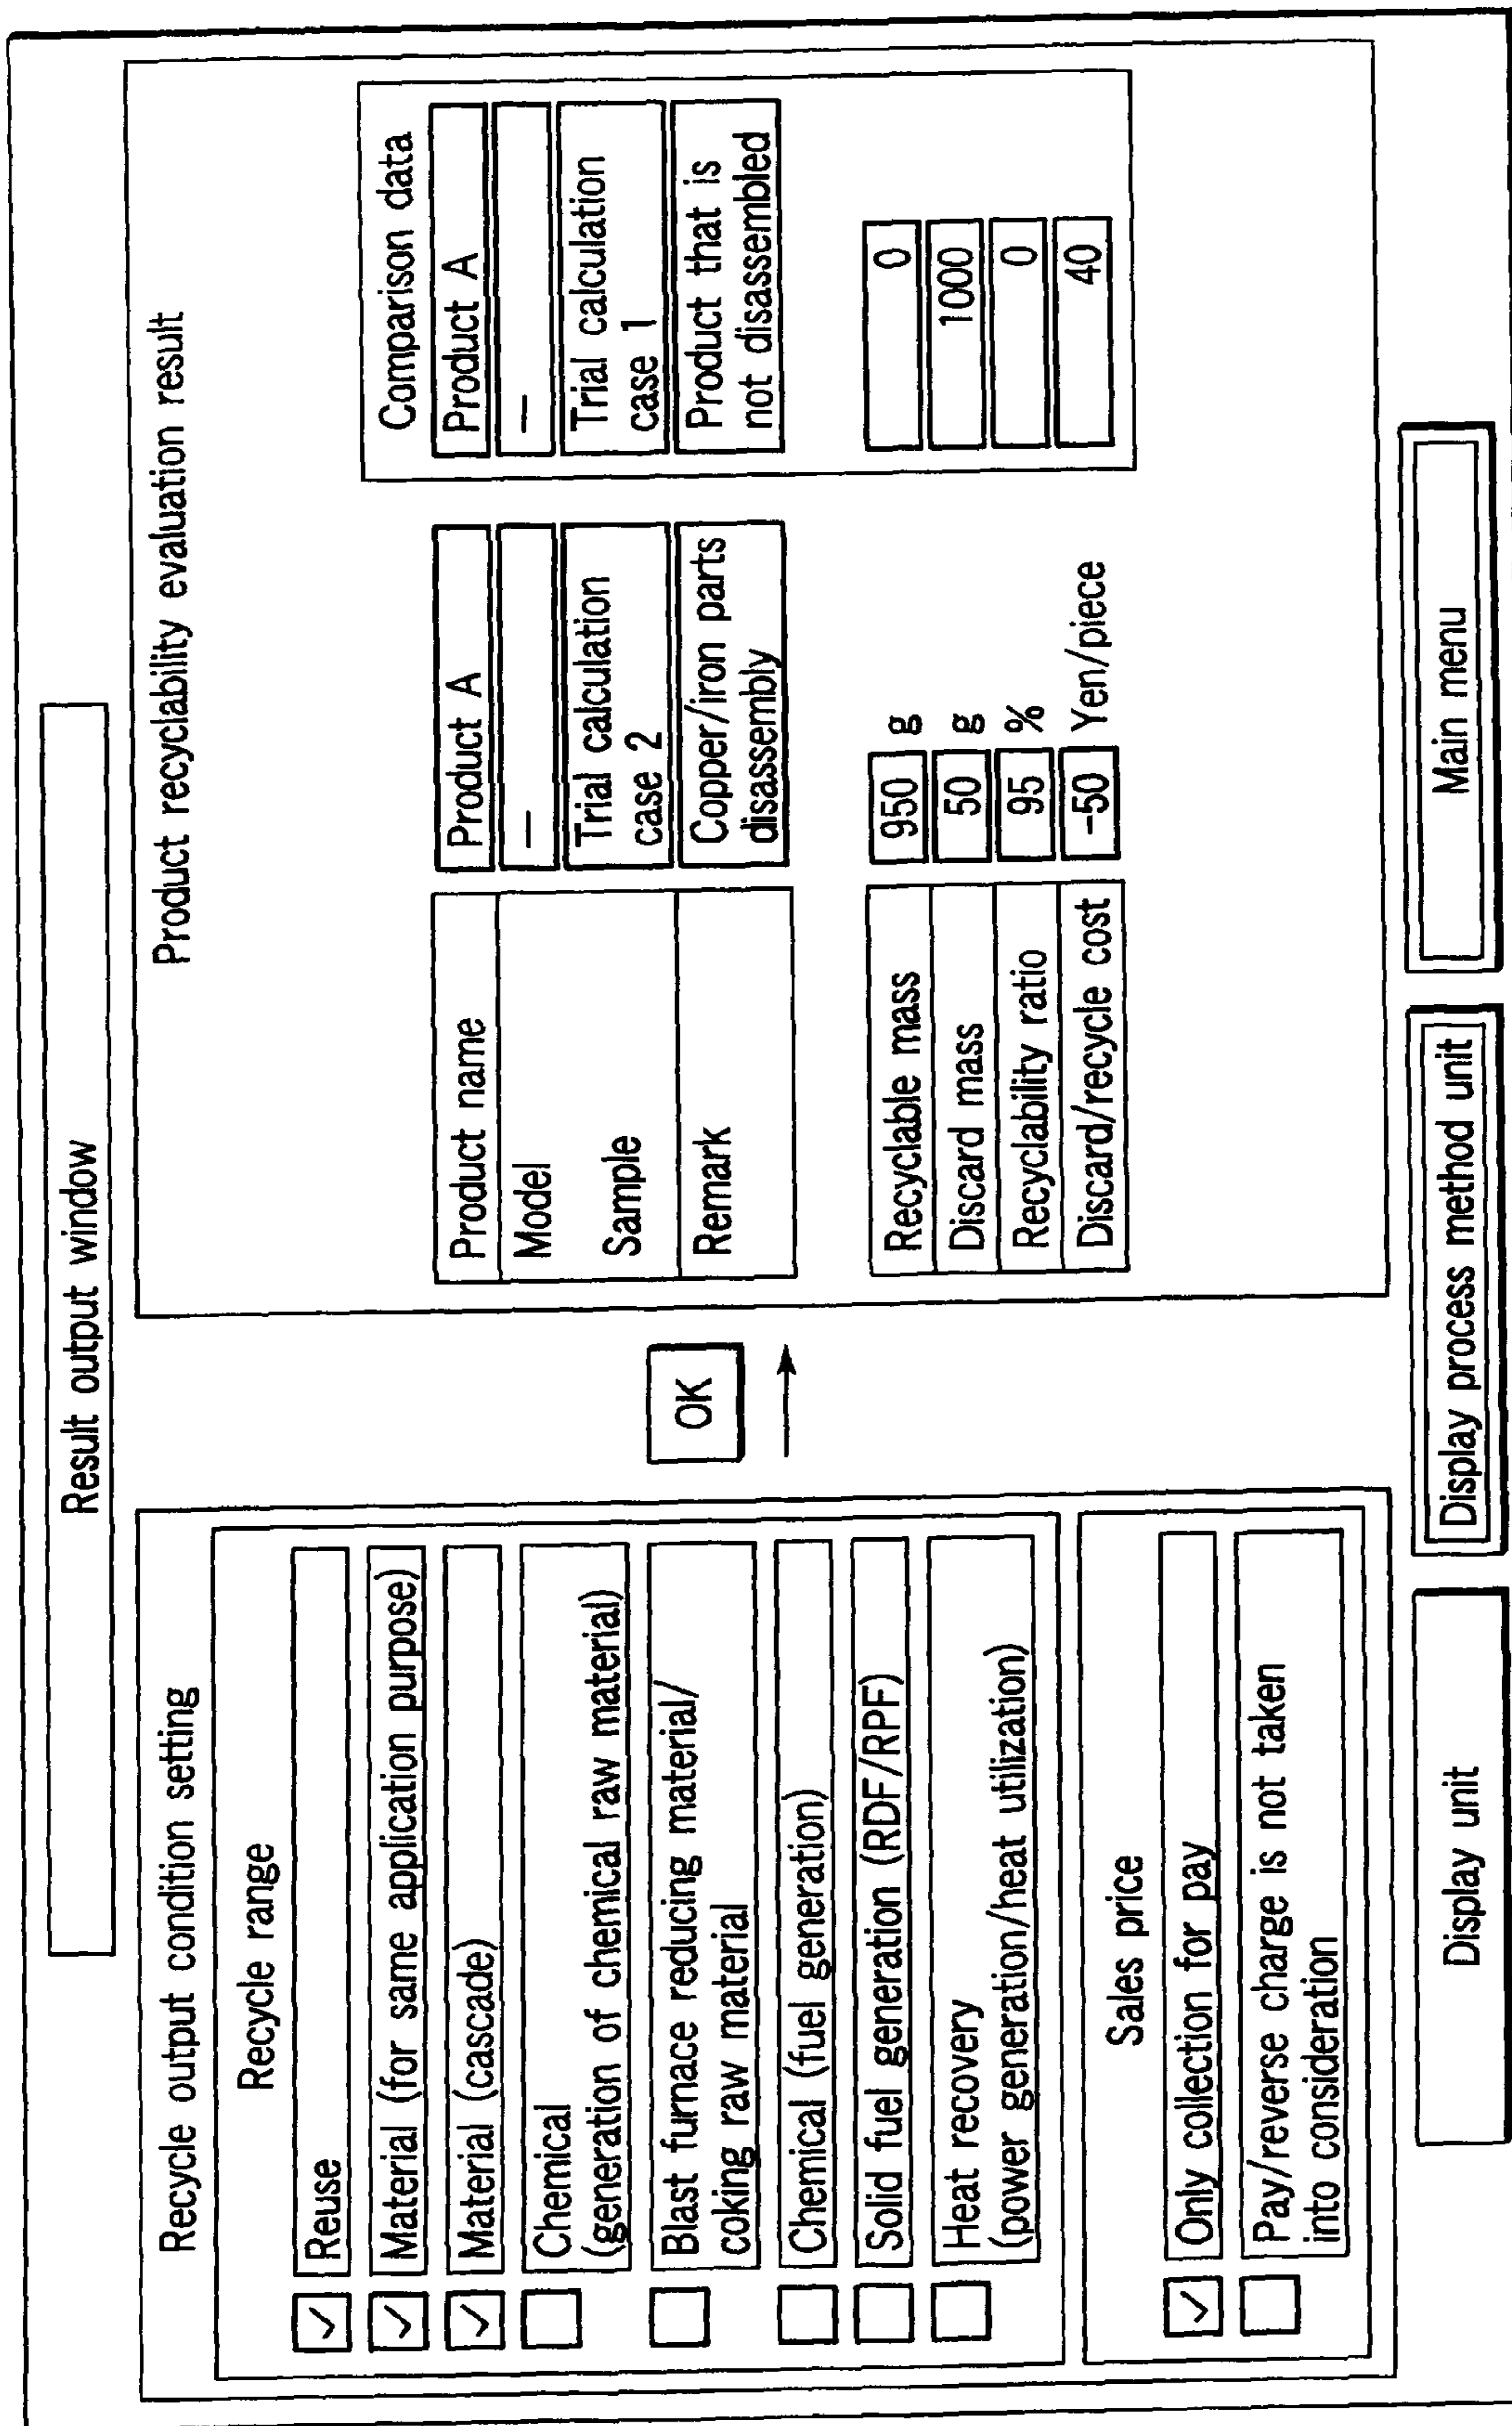 Result output window
Recycle output condition setting
Recycle range
Reuse
Material (for same application purpose)
Material (cascade)
Chemical
(generation of chemical raw material)
Blast furnace reducing material/
coking raw material
Chemical (fuel generation)
Solid fuel generation (RDF/RPF)
Heat recovery
(power generation/heat utilization)
Sales price
Only collection for pay
Pay/reverse charge is not taken
into consideration
OK
Product recyclability evaluation result
Comparison data
Product name Product A Product A
Model — —
Sample Trial calculation Trial calculation
case 2 case 1
Remark Copper/iron parts Product that is
disassembly not disassembled
Recyclable mass 950 g 0
Discard mass 50 g 1000
Recyclability ratio 95 % 0
Discard/recycle cost -50 Yen/piece 40
Display unit Display process method unit Main menu